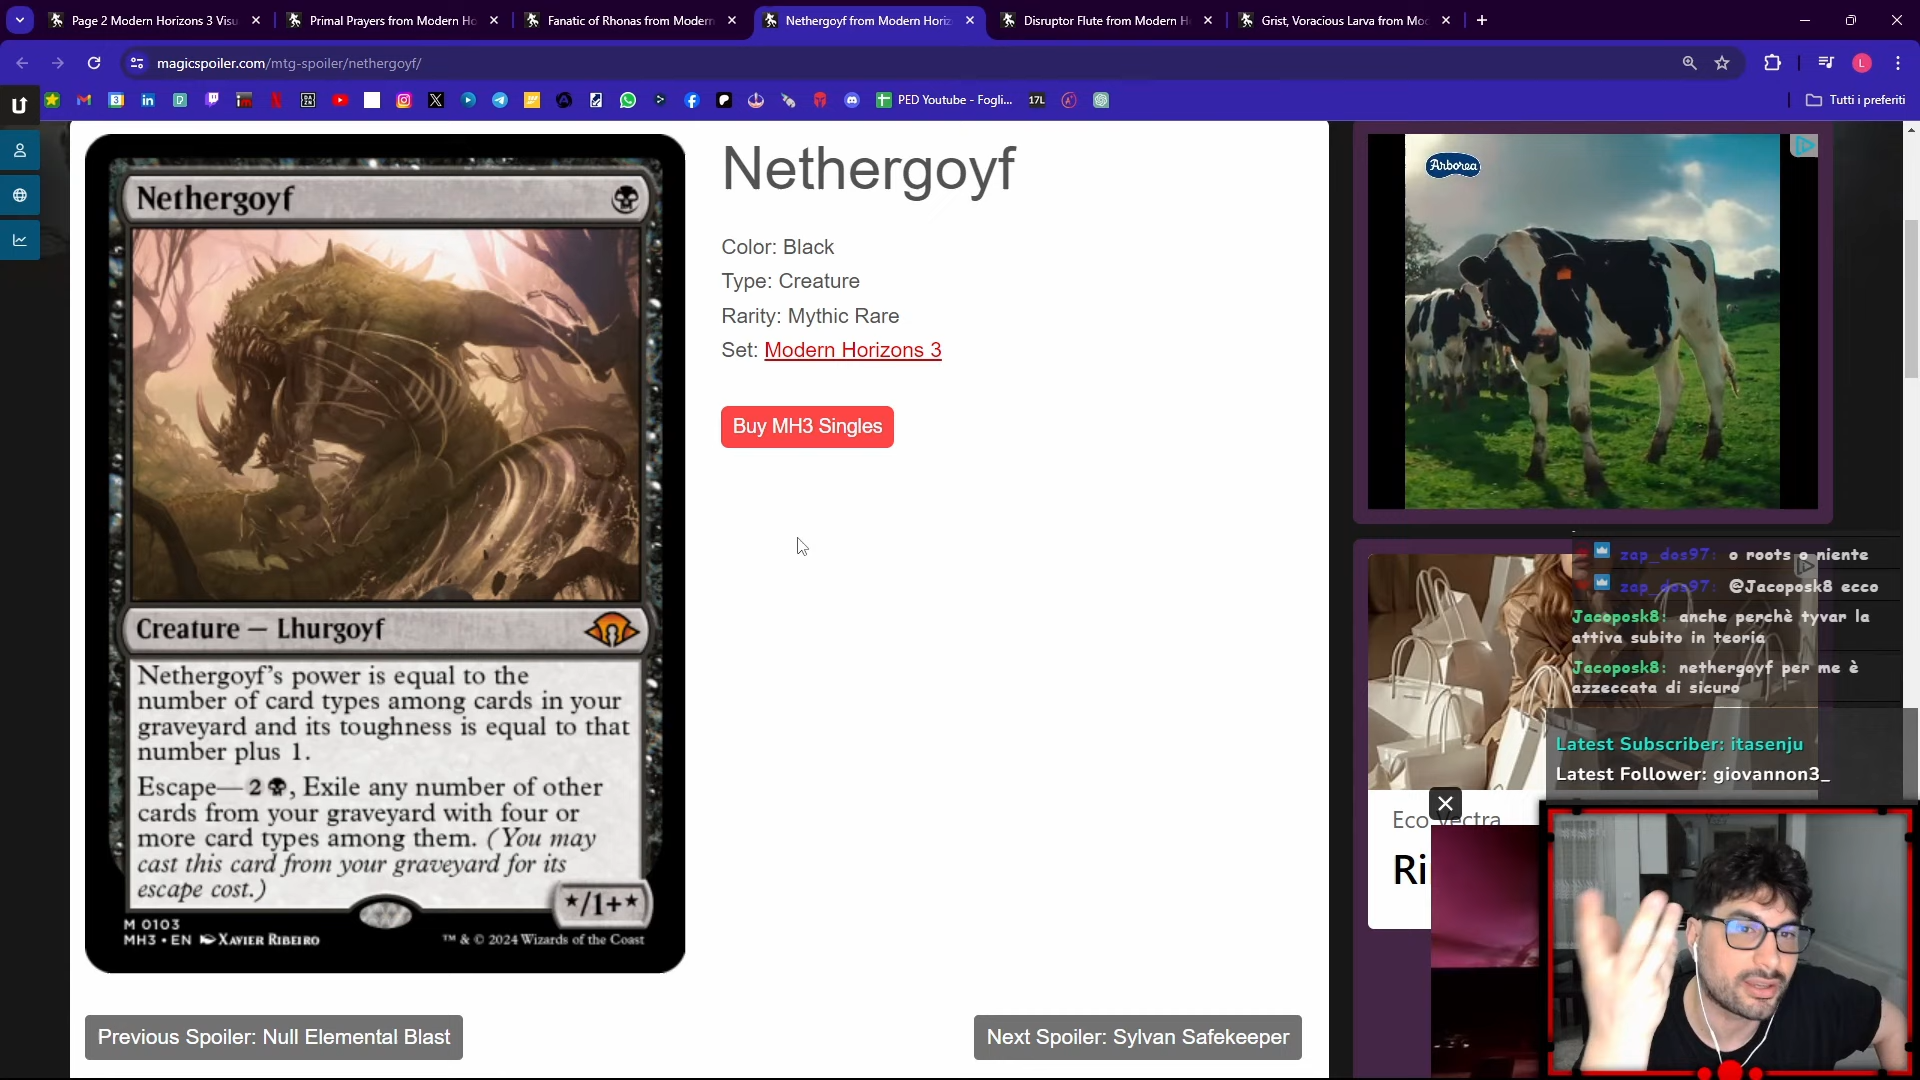 Page 2 Modern Horizons 3 Visu
Primal Prayers from Modern Ho
Fanatic of Rhonas from Modern
Nethergoyf from Modern Horiz
Disruptor Flute from Modern H
Grist, Voracious Larva from Mod
magicspoiler.com/mtg-spoiler/nethergoyf/
L
PED Youtube - Fogli...
17L
Tutti i preferiti
Nethergoyf
Creature — Lhurgoyf
Nethergoyf's power is equal to the
number of card types among cards in your
graveyard and its toughness is equal to that
number plus 1.
Escape—2, Exile any number of other
cards from your graveyard with four or
more card types among them. (You may
cast this card from your graveyard for its
escape cost.)
*/1+*
M 0103
MH3 • EN XAVIER RIBEIRO
™ & © 2024 Wizards of the Coast
Nethergoyf
Color: Black
Type: Creature
Rarity: Mythic Rare
Set: Modern Horizons 3
Buy MH3 Singles
Previous Spoiler: Null Elemental Blast
Next Spoiler: Sylvan Safekeeper
Arborea
zap_dos97: o roots o niente
zap_dos97: @Jacoposk8 ecco
Jacoposk8: anche perchè tyvar la
attiva subito in teoria
Jacoposk8: nethergoyf per me è
azzeccata di sicuro
Latest Subscriber: itasenju
Latest Follower: giovannon3_
Eco Vectra
Ri